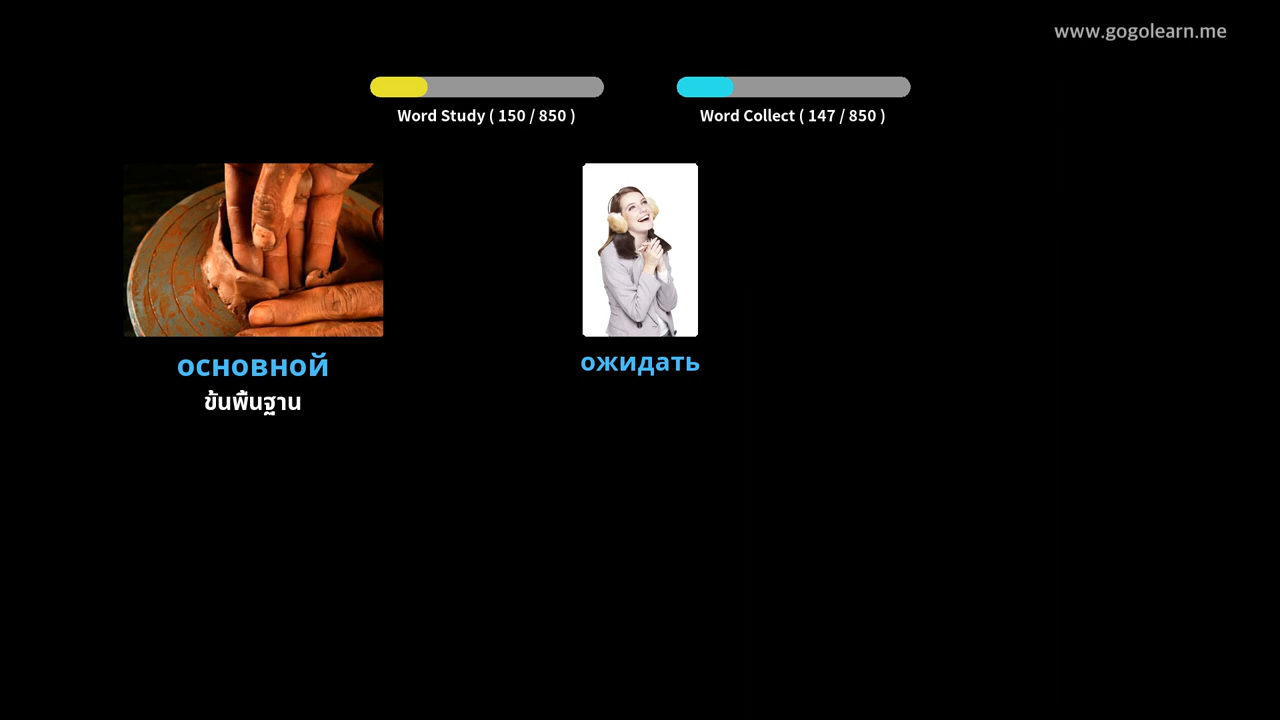 www.gogolearn.me
Word Study ( 150 / 850 )
Word Collect ( 147 / 850 )
основной
ขั้นพื้นฐาน
ожидать